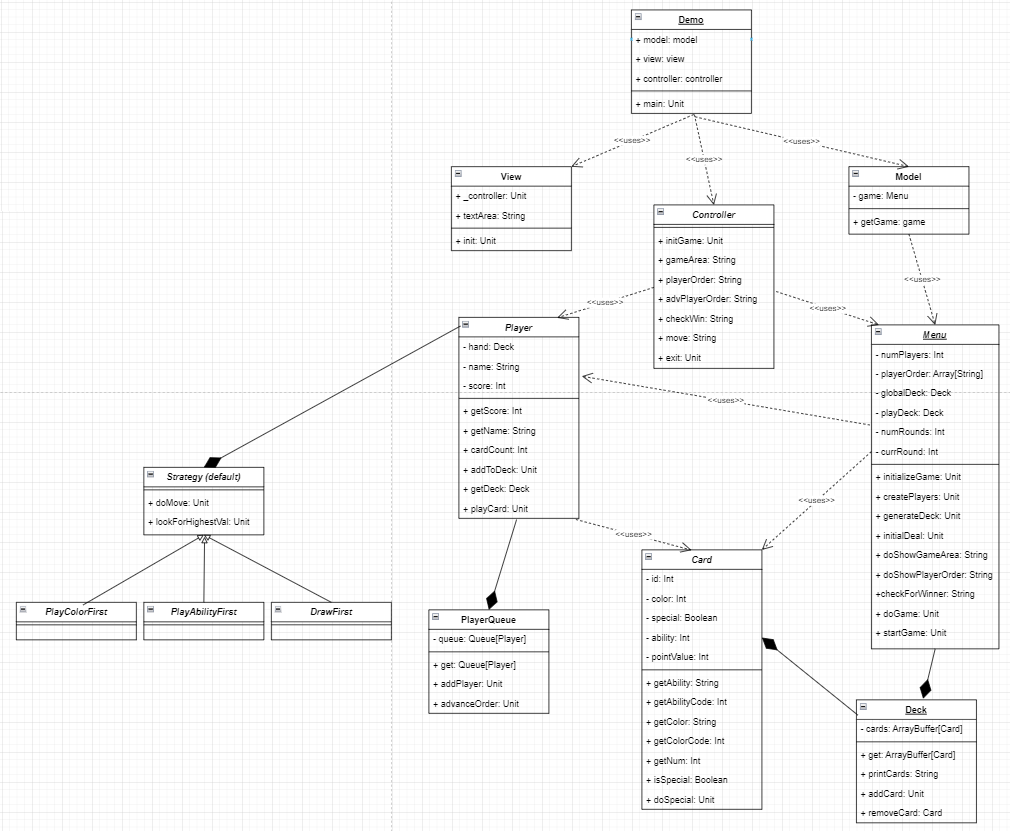 Demo
+ model: model
+ view: view
+ controller: controller
+ main: Unit
<<uses>>
<<uses>>
<<uses>>
View
+ _controller: Unit
+ textArea: String
+ init: Unit
Controller
+ initGame: Unit
+ gameArea: String
+ playerOrder: String
+ advPlayerOrder: String
+ checkWin: String
+ move: String
+ exit: Unit
Model
- game: Menu
+ getGame: game
<<uses>>
<<uses>>
<<uses>>
Player
- hand: Deck
- name: String
- score: Int
+ getScore: Int
+ getName: String
+ cardCount: Int
+ addToDeck: Unit
+ getDeck: Deck
+ playCard: Unit
Menu
- numPlayers: Int
- playerOrder: Array[String]
- globalDeck: Deck
- playDeck: Deck
- numRounds: Int
- currRound: Int
+ initializeGame: Unit
+ createPlayers: Unit
+ generateDeck: Unit
+ initialDeal: Unit
+ doShowGameArea: String
+ doShowPlayerOrder: String
+checkForWinner: String
+ doGame: Unit
+ startGame: Unit
<<uses>>
<<uses>>
<<uses>>
Strategy (default)
+ doMove: Unit
+ lookForHighestVal: Unit
PlayColorFirst
PlayAbilityFirst
DrawFirst
PlayerQueue
- queue: Queue[Player]
+ get: Queue[Player]
+ addPlayer: Unit
+ advanceOrder: Unit
Card
- id: Int
- color: Int
- special: Boolean
- ability: Int
- pointValue: Int
+ getAbility: String
+ getAbilityCode: Int
+ getColor: String
+ getColorCode: Int
+ getNum: Int
+ isSpecial: Boolean
+ doSpecial: Unit
Deck
- cards: ArrayBuffer[Card]
+ get: ArrayBuffer[Card]
+ printCards: String
+ addCard: Unit
+ removeCard: Card